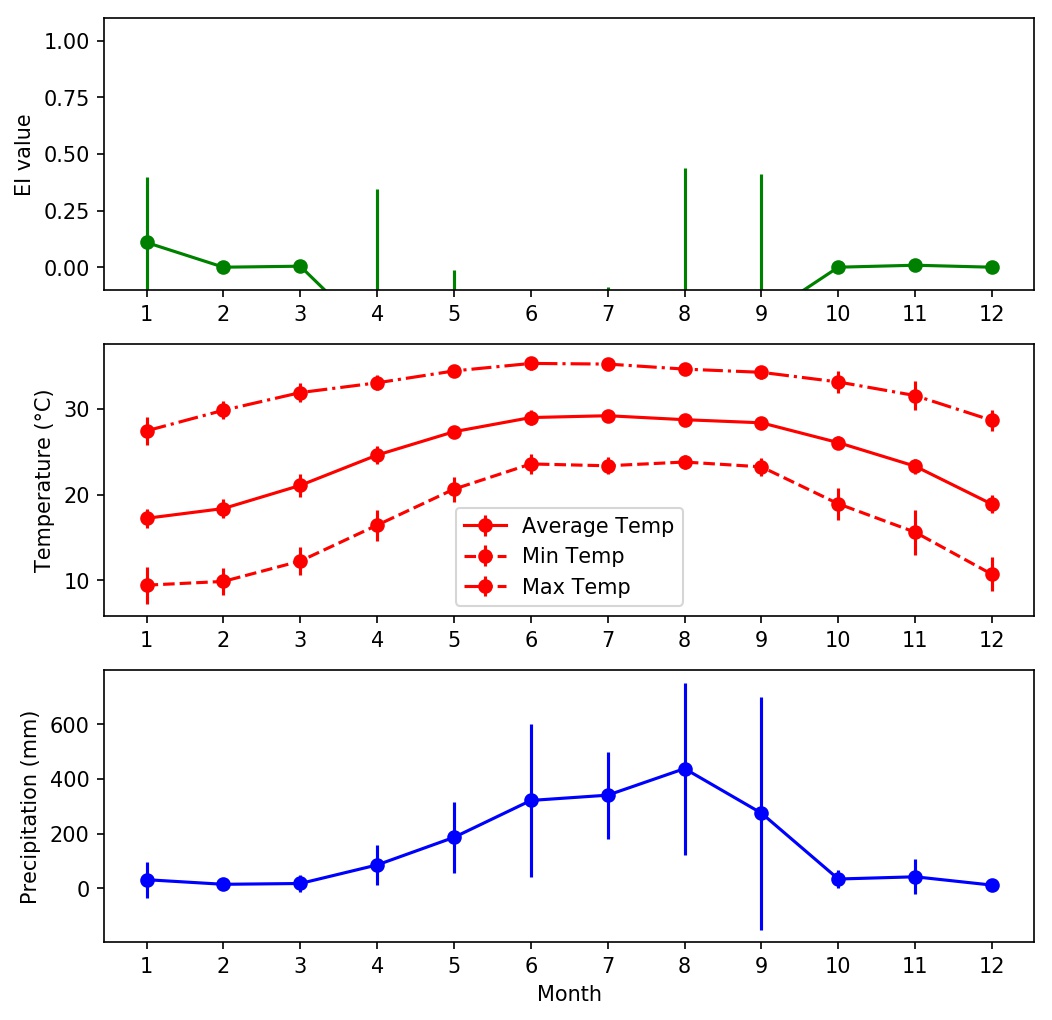 EI value
1.00
0.75
0.50
0.25
0.00
1 2 3 4 5 6 7 8 9 10 11 12
Temperature (°C)
30
20
10
Average Temp
Min Temp
Max Temp
1 2 3 4 5 6 7 8 9 10 11 12
Precipitation (mm)
600
400
200
0
1 2 3 4 5 6 7 8 9 10 11 12
Month